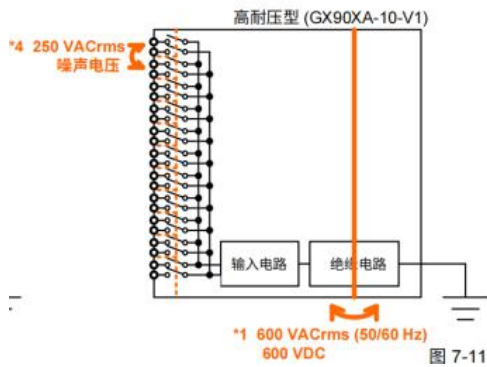 高耐压型 (GX90XA-10-V1)
*4 250 VACrms
噪声电压
输入电路
绝缘电路
*1 600 VACrms (50/60 Hz)
600 VDC
图 7-11